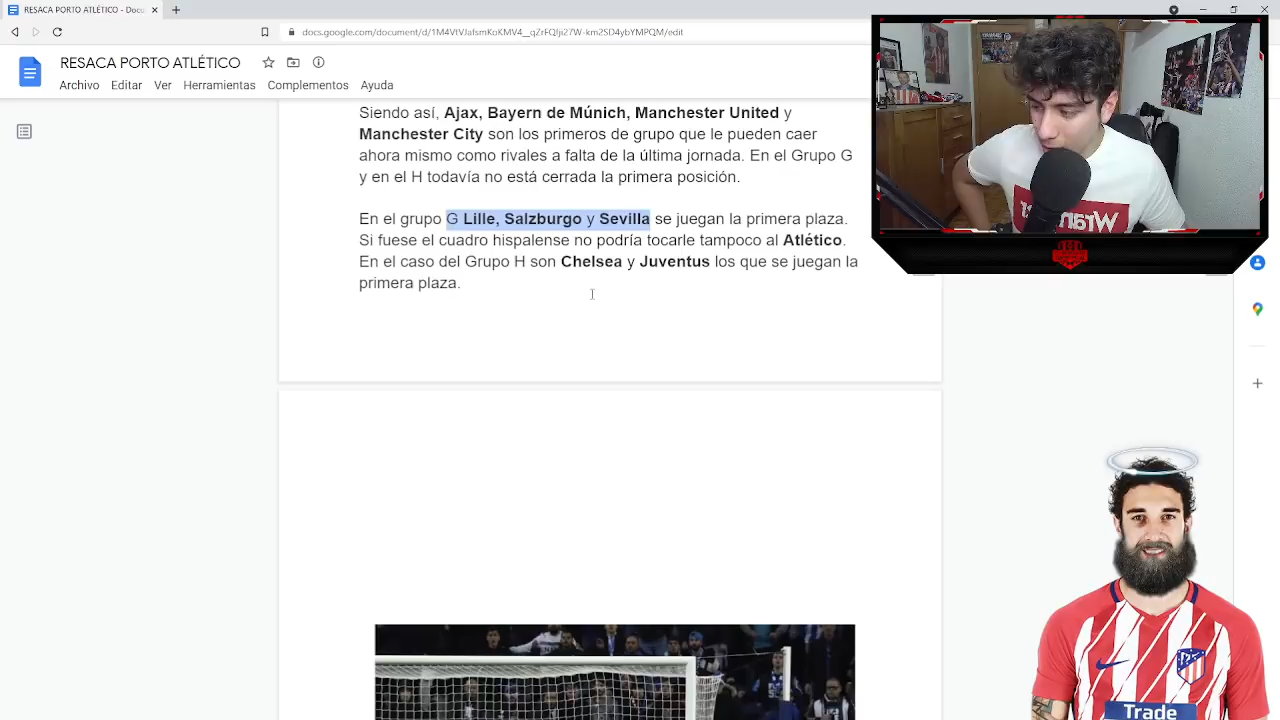 RESACA PORTO ATLÉTICO - Docu
docs.google.com/document/d/1M4VtVJafsmKoKMV4__qZrFQfji27W-km2SD4ybYMPQM/edit
RESACA PORTO ATLÉTICO
Archivo Editar Ver Herramientas Complementos Ayuda
Siendo así, Ajax, Bayern de Múnich, Manchester United y
Manchester City son los primeros de grupo que le pueden caer
ahora mismo como rivales a falta de la última jornada. En el Grupo G
y en el H todavía no está cerrada la primera posición.
En el grupo G Lille, Salzburgo y Sevilla se juegan la primera plaza.
Si fuese el cuadro hispalense no podría tocarle tampoco al Atlético.
En el caso del Grupo H son Chelsea y Juventus los que se juegan la
primera plaza.
Trade